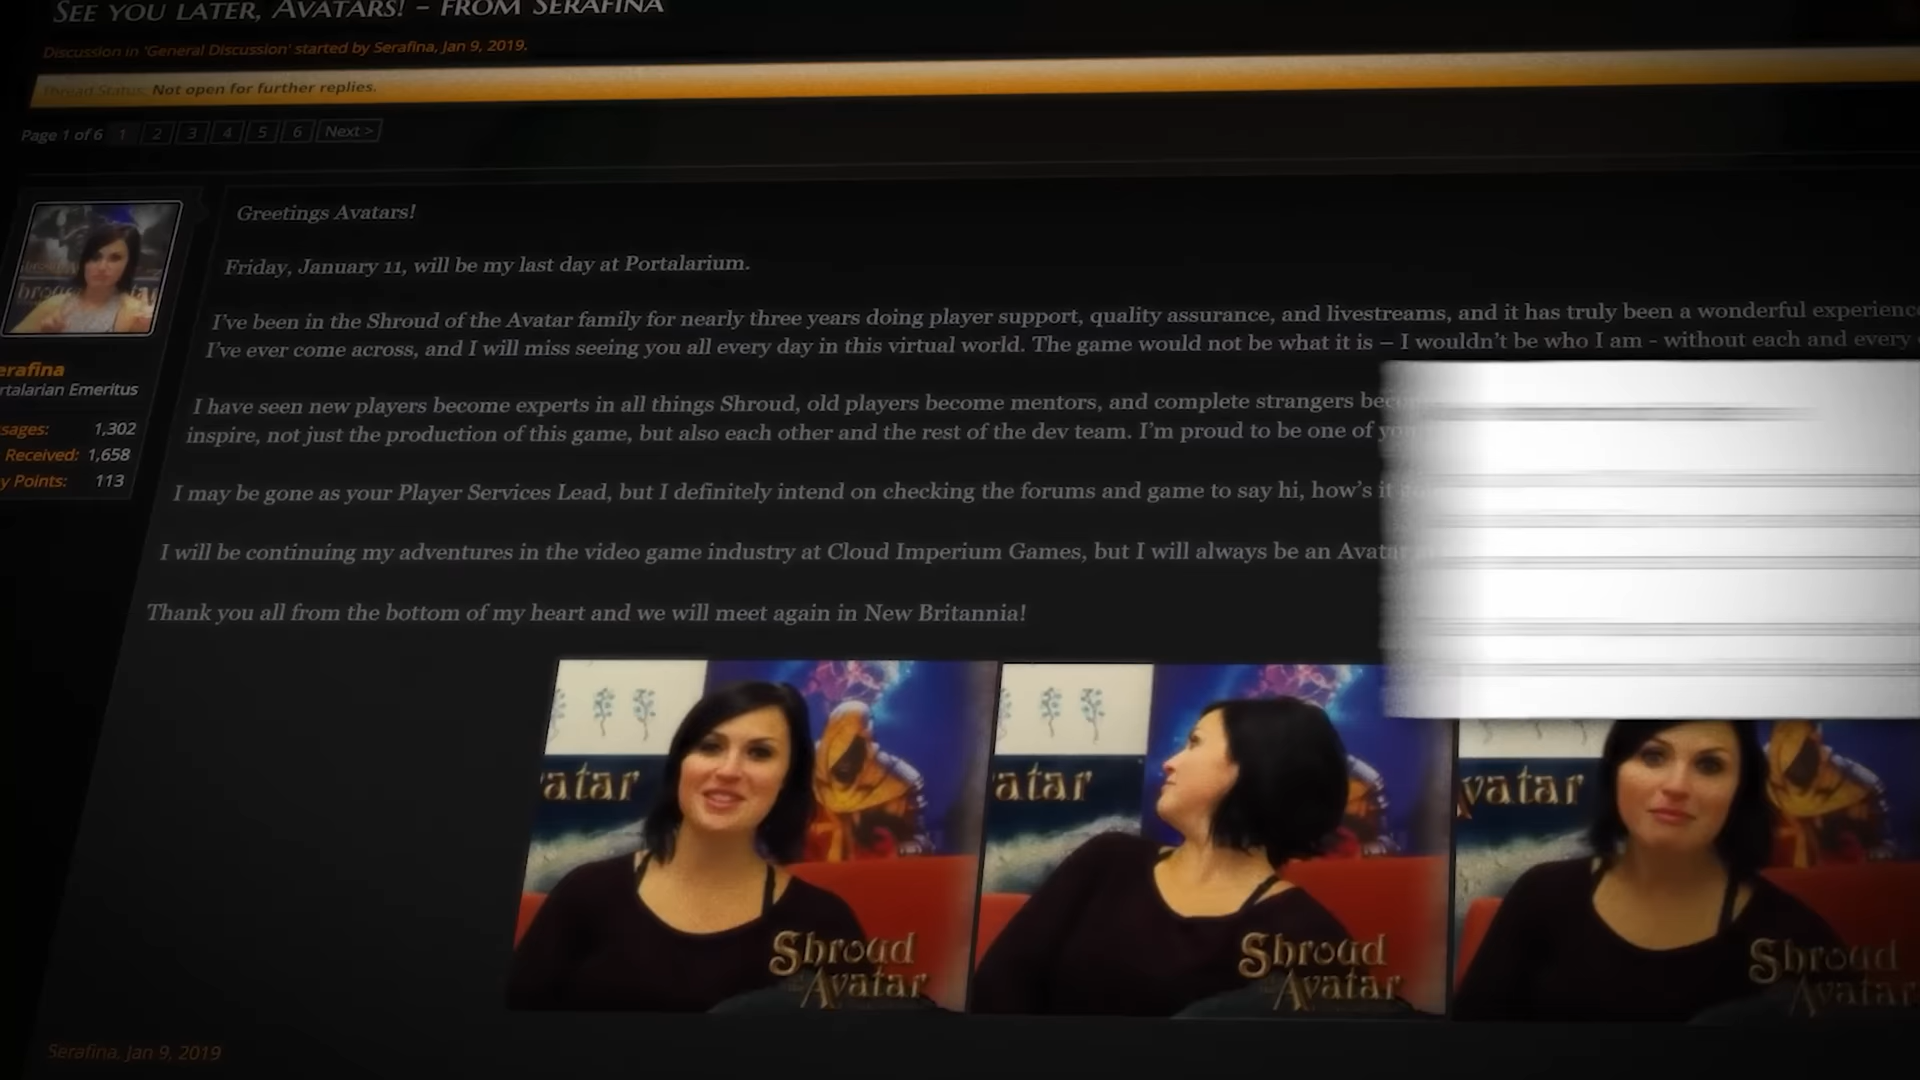 See you later, Avatars! – from Serafina
Discussion in 'General Discussion' started by Serafina, Jan 9, 2019.
Thread Status: Not open for further replies.
Page 1 of 6 1 2 3 4 5 6 Next >
Greetings Avatars!
Friday, January 11, will be my last day at Portalarium.
I've been in the Shroud of the Avatar family for nearly three years doing player support, quality assurance, and livestreams, and it has truly been a wonderful experience
I've ever come across, and I will miss seeing you all every day in this virtual world. The game would not be what it is – I wouldn't be who I am - without each and every
I have seen new players become experts in all things Shroud, old players become mentors, and complete strangers
inspire, not just the production of this game, but also each other and the rest of the dev team. I'm proud to be one of
I may be gone as your Player Services Lead, but I definitely intend on checking the forums and game to say hi, how's it
I will be continuing my adventures in the video game industry at Cloud Imperium Games, but I will always be an Avatar
Thank you all from the bottom of my heart and we will meet again in New Britannia!
erafina
rtalarian Emeritus
sages: 1,302
Received: 1,658
y Points: 113
atar
Shroud
Avatar
atar
Shroud
Avatar
vatar
Shroud
Avatar
Serafina, Jan 9, 2019